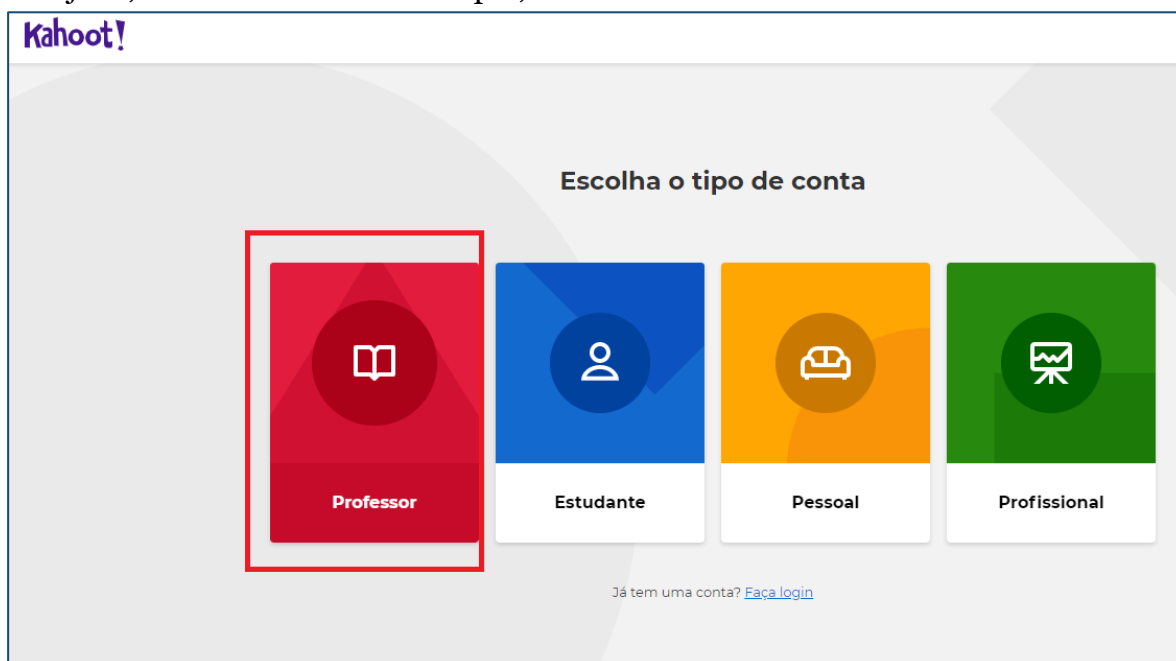 Kahoot!
Escolha o tipo de conta
Professor
Estudante
Pessoal
Profissional
Já tem uma conta? Faça login